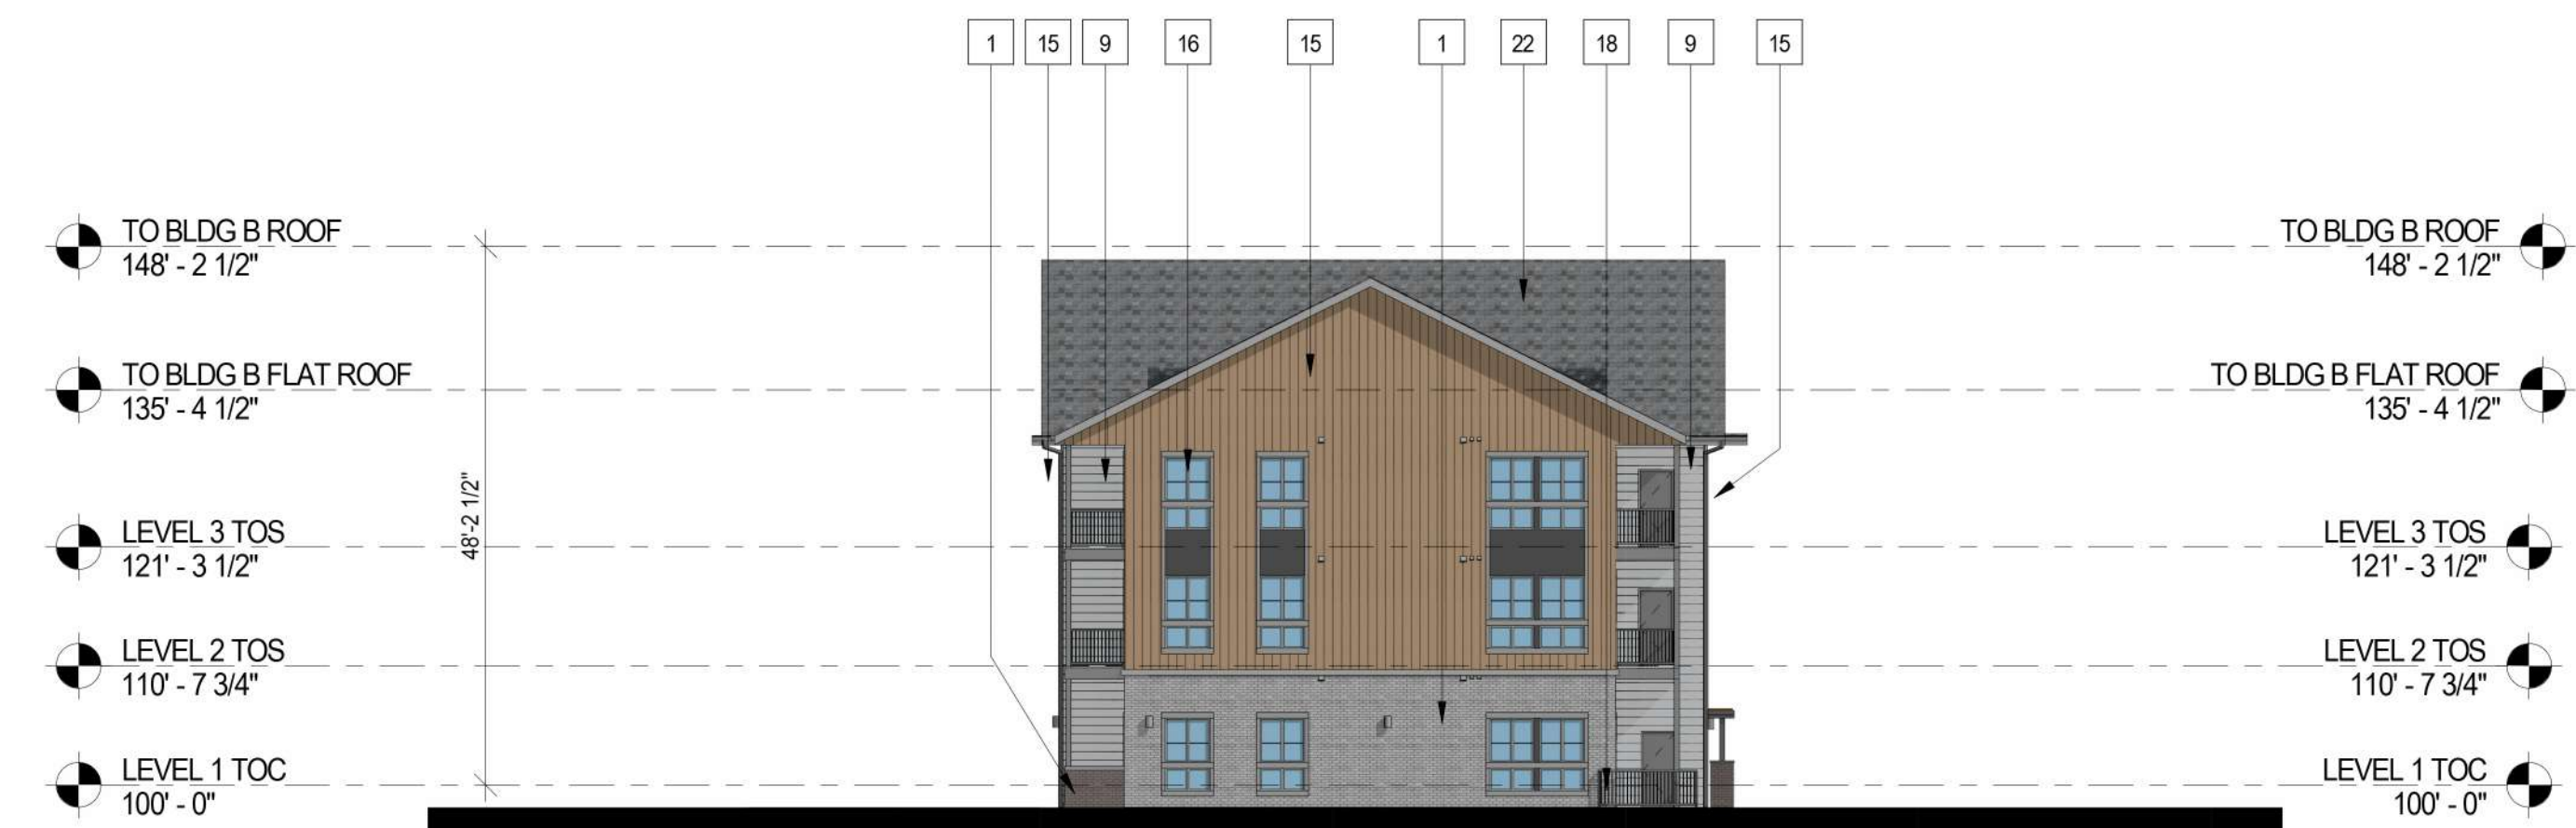 1 15 9 16 15 1 22 18 9 15
TO BLDG B ROOF
148' - 2 1/2"
TO BLDG B ROOF
148' - 2 1/2"
TO BLDG B FLAT ROOF
135' - 4 1/2"
TO BLDG B FLAT ROOF
135' - 4 1/2"
48'-2 1/2"
LEVEL 3 TOS
121' - 3 1/2"
LEVEL 3 TOS
121' - 3 1/2"
LEVEL 2 TOS
110' - 7 3/4"
LEVEL 2 TOS
110' - 7 3/4"
LEVEL 1 TOC
100' - 0"
LEVEL 1 TOC
100' - 0"